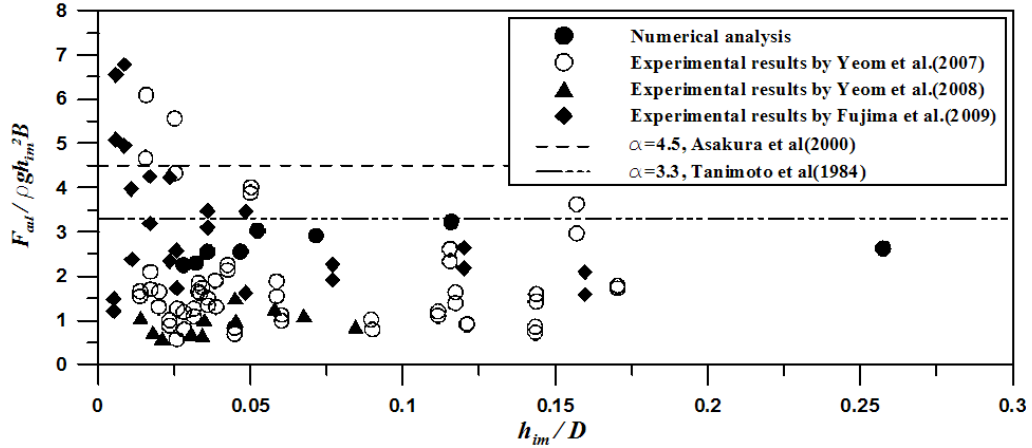 8
7
6
5
4
3
2
1
0
F_al / ρgh_im²B
Numerical analysis
Experimental results by Yeom et al.(2007)
Experimental results by Yeom et al.(2008)
Experimental results by Fujima et al.(2009)
α=4.5, Asakura et al(2000)
α=3.3, Tanimoto et al(1984)
0 0.05 0.1 0.15 0.2 0.25 0.3
h_im / D